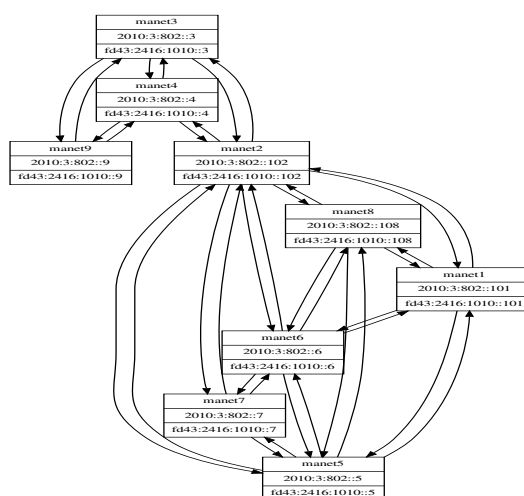 manet3
2010:3:802::3
fd43:2416:1010::3
manet4
2010:3:802::4
fd43:2416:1010::4
manet9
2010:3:802::9
fd43:2416:1010::9
manet2
2010:3:802::102
fd43:2416:1010::102
manet8
2010:3:802::108
fd43:2416:1010::108
manet1
2010:3:802::101
fd43:2416:1010::101
manet6
2010:3:802::6
fd43:2416:1010::6
manet7
2010:3:802::7
fd43:2416:1010::7
manet5
2010:3:802::5
fd43:2416:1010::5